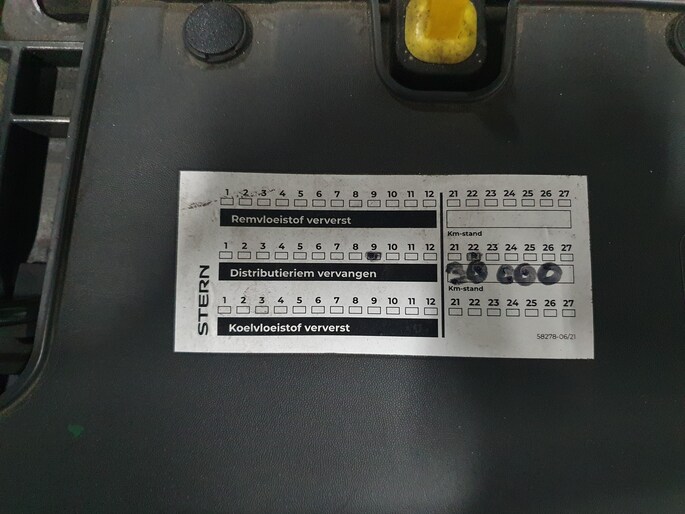 1 2 3 4 5 6 7 8 9 10 11 12 21 22 23 24 25 26 27
Remvloeistof ververst
Km-stand
1 2 3 4 5 6 7 8 9 10 11 12 21 22 23 24 25 26 27
Distributieriem vervangen
Km-stand
1 2 3 4 5 6 7 8 9 10 11 12 21 22 23 24 25 26 27
Koelvloeistof ververst
58278-06/21
STERN